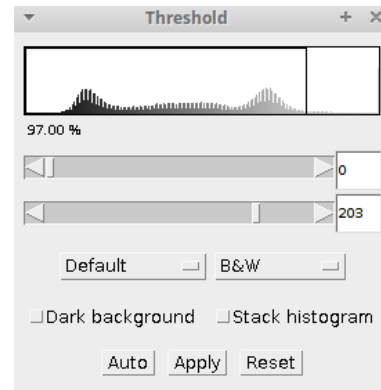 Threshold
97.00 %
0
203
Default B&W
Dark background Stack histogram
Auto Apply Reset